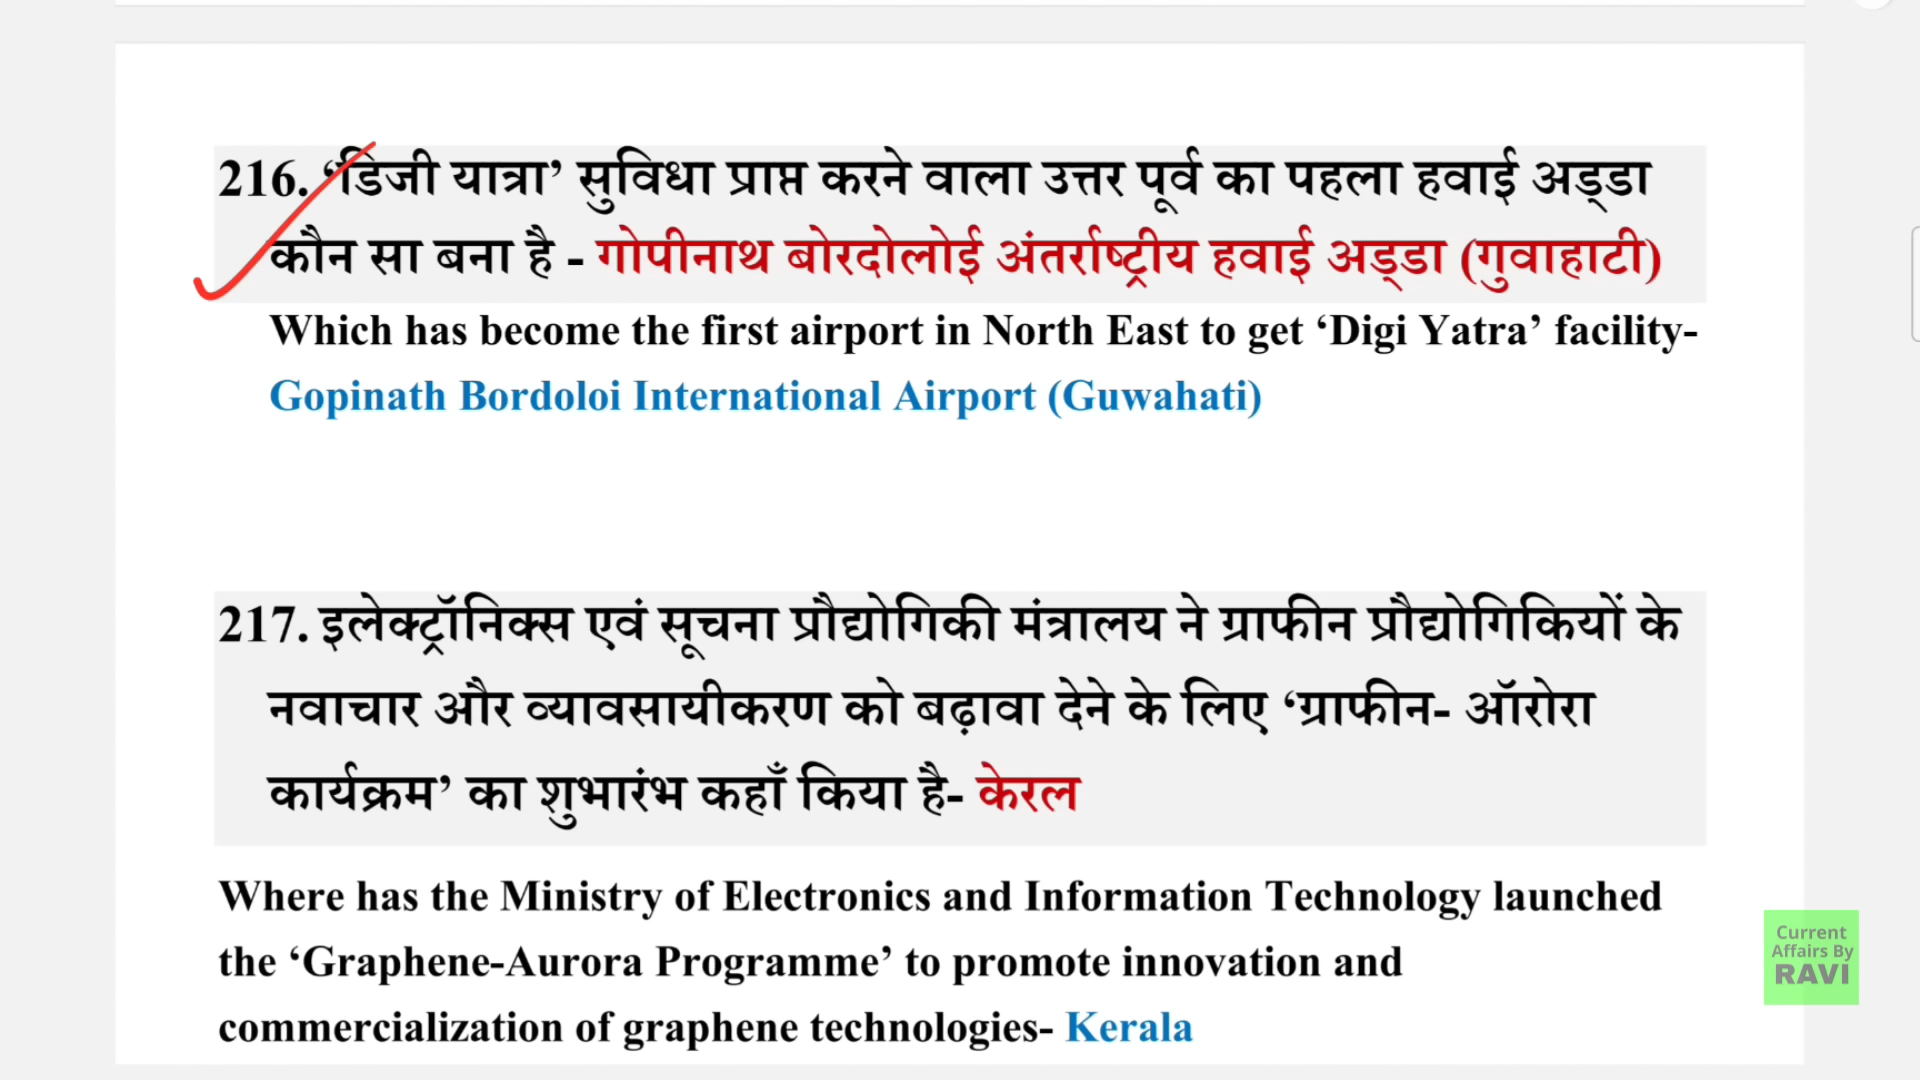 216. ‘डिजी यात्रा’ सुविधा प्राप्त करने वाला उत्तर पूर्व का पहला हवाई अड्डा
कौन सा बना है - गोपीनाथ बोरदोलोई अंतर्राष्ट्रीय हवाई अड्डा (गुवाहाटी)
Which has become the first airport in North East to get ‘Digi Yatra’ facility-
Gopinath Bordoloi International Airport (Guwahati)
217. इलेक्ट्रॉनिक्स एवं सूचना प्रौद्योगिकी मंत्रालय ने ग्राफीन प्रौद्योगिकियों के
नवाचार और व्यावसायीकरण को बढ़ावा देने के लिए ‘ग्राफीन- ऑरोरा
कार्यक्रम’ का शुभारंभ कहाँ किया है- केरल
Where has the Ministry of Electronics and Information Technology launched
the ‘Graphene-Aurora Programme’ to promote innovation and
commercialization of graphene technologies- Kerala
Current
Affairs By
RAVI